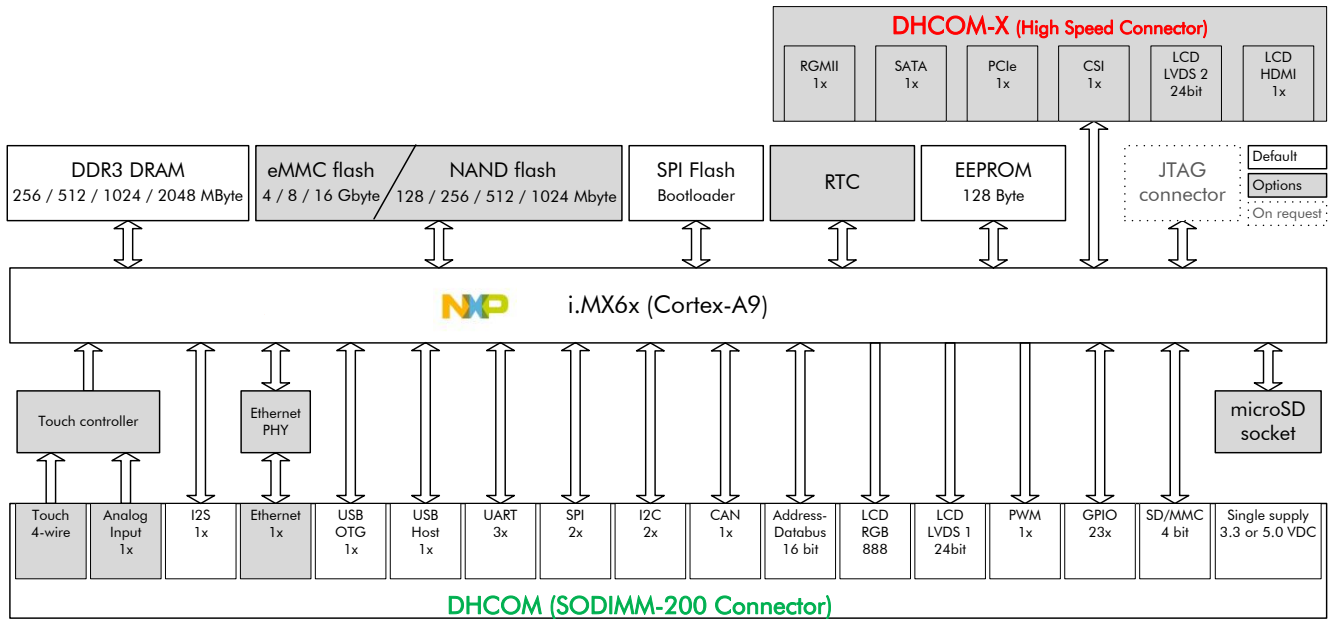 DHCOM-X (High Speed Connector)
RGMII
1x
SATA
1x
PCIe
1x
CSI
1x
LCD
LVDS 2
24bit
LCD
HDMI
1x
DDR3 DRAM
256 / 512 / 1024 / 2048 MByte
eMMC flash
4 / 8 / 16 Gbyte
NAND flash
128 / 256 / 512 / 1024 Mbyte
SPI Flash
Bootloader
RTC
EEPROM
128 Byte
JTAG
connector
Default
Options
On request
NXP
i.MX6x (Cortex-A9)
Touch controller
Ethernet
PHY
microSD
socket
Touch
4-wire
Analog
Input
1x
I2S
1x
Ethernet
1x
USB
OTG
1x
USB
Host
1x
UART
3x
SPI
2x
I2C
2x
CAN
1x
Address-
Databus
16 bit
LCD
RGB
888
LCD
LVDS 1
24bit
PWM
1x
GPIO
23x
SD/MMC
4 bit
Single supply
3.3 or 5.0 VDC
DHCOM (SODIMM-200 Connector)